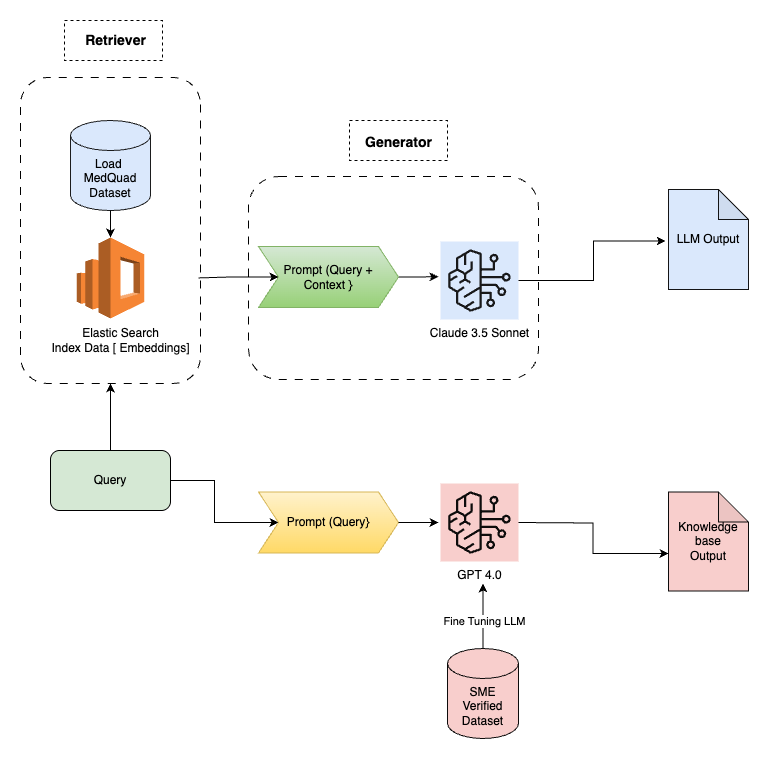 Retriever
Load
MedQuad
Dataset
Elastic Search
Index Data [ Embeddings]
Generator
Prompt (Query +
Context }
Claude 3.5 Sonnet
LLM Output
Query
Prompt (Query}
GPT 4.0
Knowledge
base
Output
Fine Tuning LLM
SME
Verified
Dataset